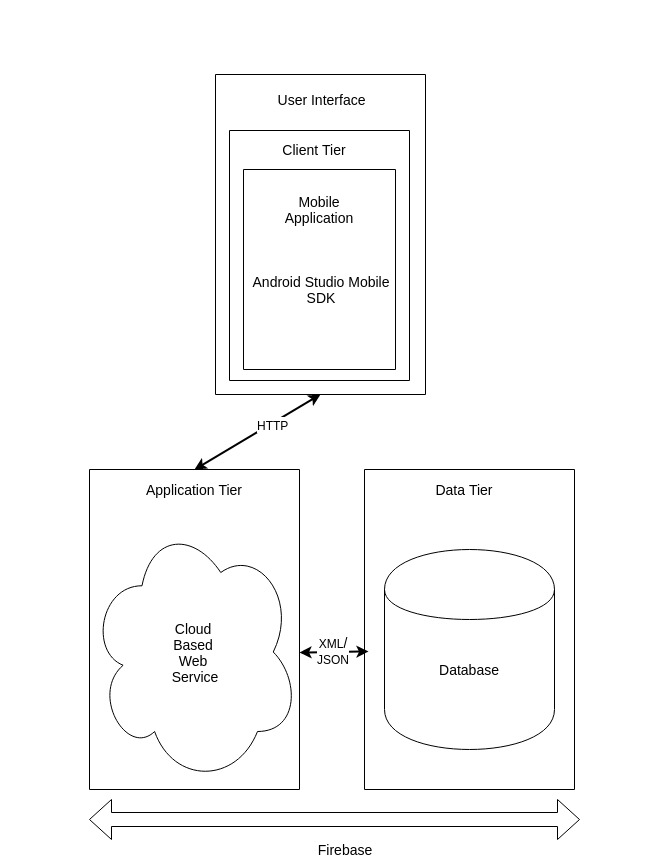 User Interface
Client Tier
Mobile
Application
Android Studio Mobile
SDK
HTTP
Application Tier
Data Tier
Cloud
Based
Web
Service
XML/
JSON
Database
Firebase